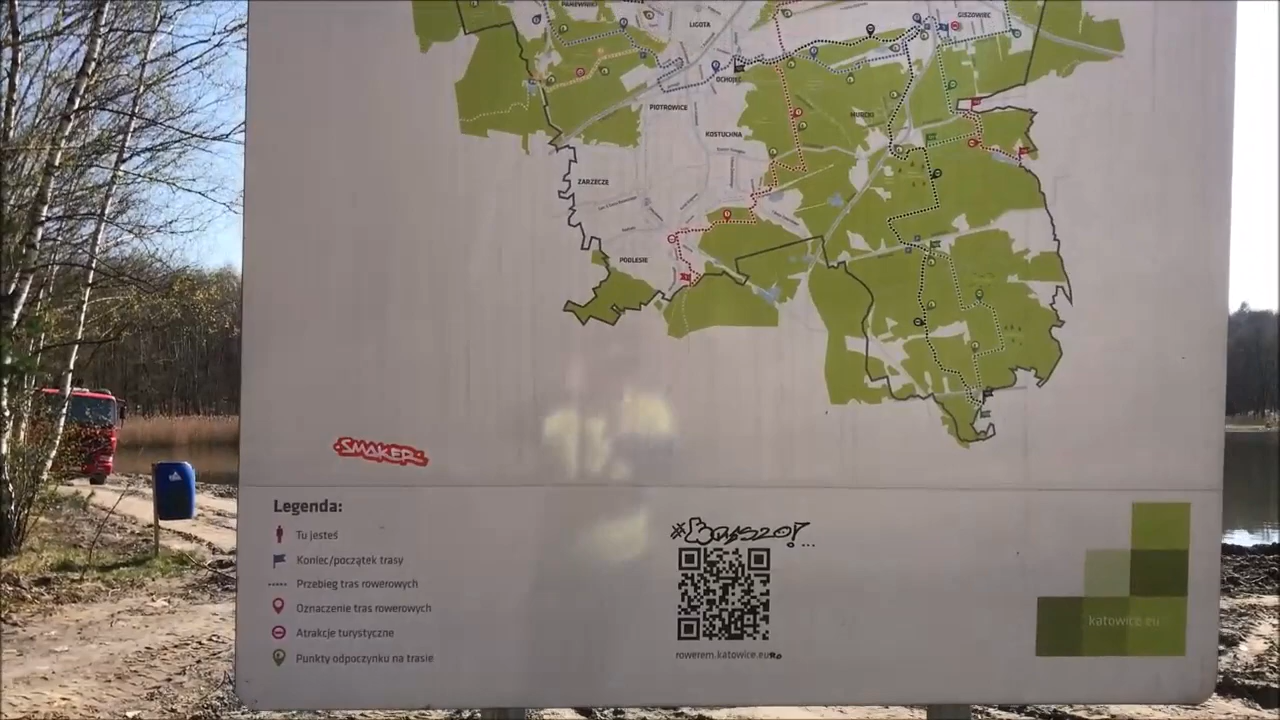 PANEWNIKI
LIGOTA
GISZOWIEC
OCHOJEC
PIOTROWICE
MURCKI
KOSTUCHNA
ZARZECZE
PODLESIE
SMAKER
Legenda:
Tu jesteś
Koniec/początek trasy
Przebieg tras rowerowych
Oznaczenie tras rowerowych
Atrakcje turystyczne
Punkty odpoczynku na trasie
rowerem.katowice.eu
katowice.eu